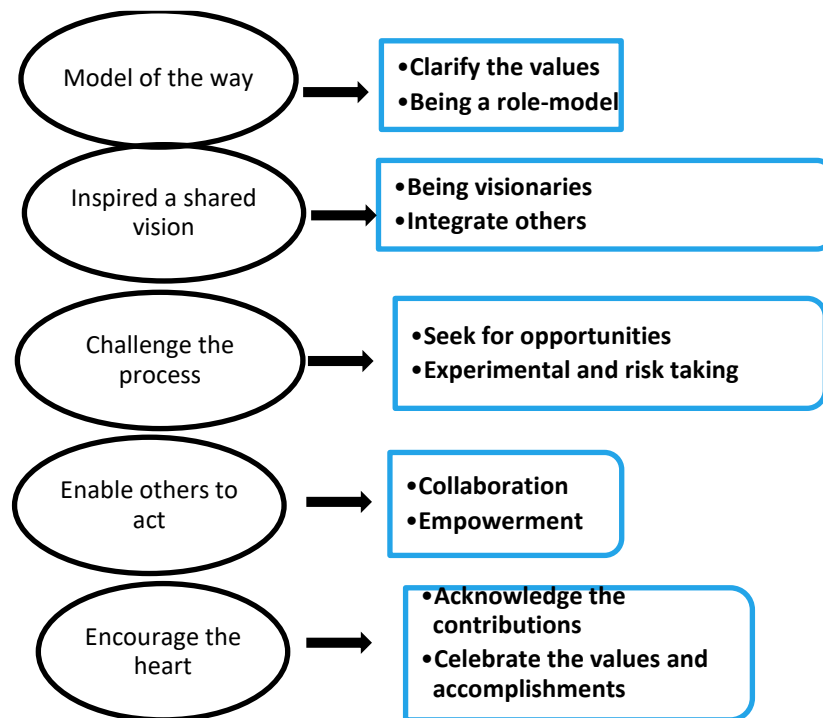 Model of the way
•Clarify the values
•Being a role-model
Inspired a shared
vision
•Being visionaries
•Integrate others
Challenge the
process
•Seek for opportunities
•Experimental and risk taking
Enable others to
act
•Collaboration
•Empowerment
Encourage the
heart
•Acknowledge the
contributions
•Celebrate the values and
accomplishments